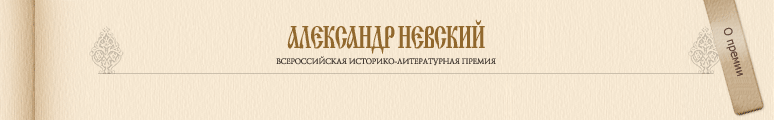 АЛЕКСАНДР НЕВСКИЙ
ВСЕРОССИЙСКАЯ ИСТОРИКО-ЛИТЕРАТУРНАЯ ПРЕМИЯ
О премии